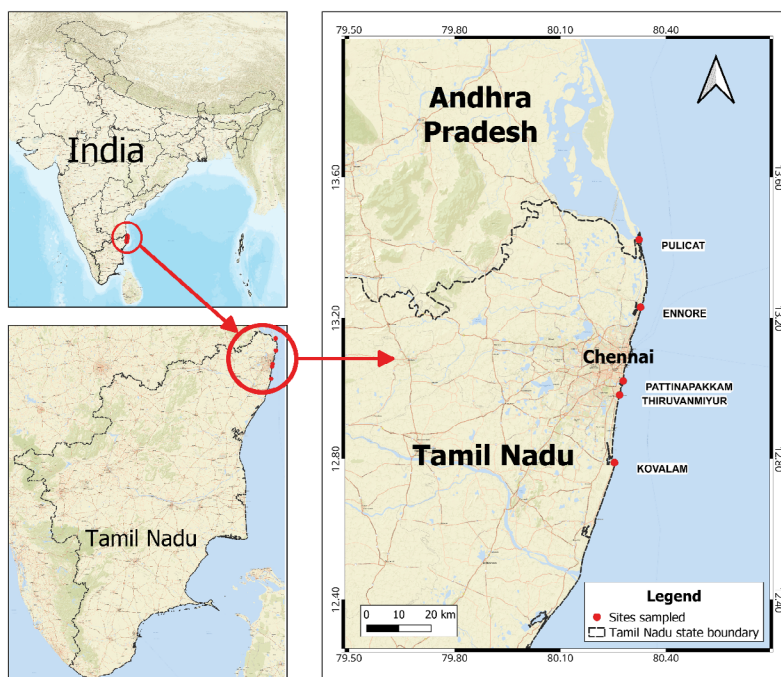 India
Tamil Nadu
79.50 79.80 80.10 80.40
13.60
13.20
12.80
12.40
13.60
13.20
12.80
12.40
Andhra
Pradesh
PULICAT
ENNORE
Chennai
PATTINAPAKKAM
THIRUVANMIYUR
Tamil Nadu
KOVALAM
0 10 20 km
Legend
Sites sampled
Tamil Nadu state boundary
79.50 79.80 80.10 80.40